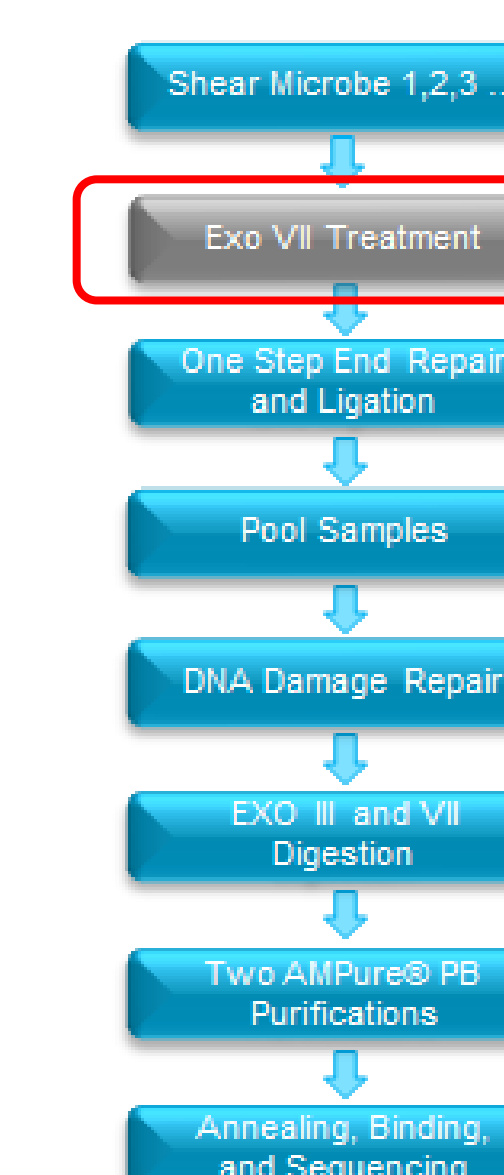 Shear Microbe 1,2,3 ..
Exo VII Treatment
One Step End Repair
and Ligation
Pool Samples
DNA Damage Repair
EXO III and VII
Digestion
Two AMPure® PB
Purifications
Annealing, Binding,
and Sequencing